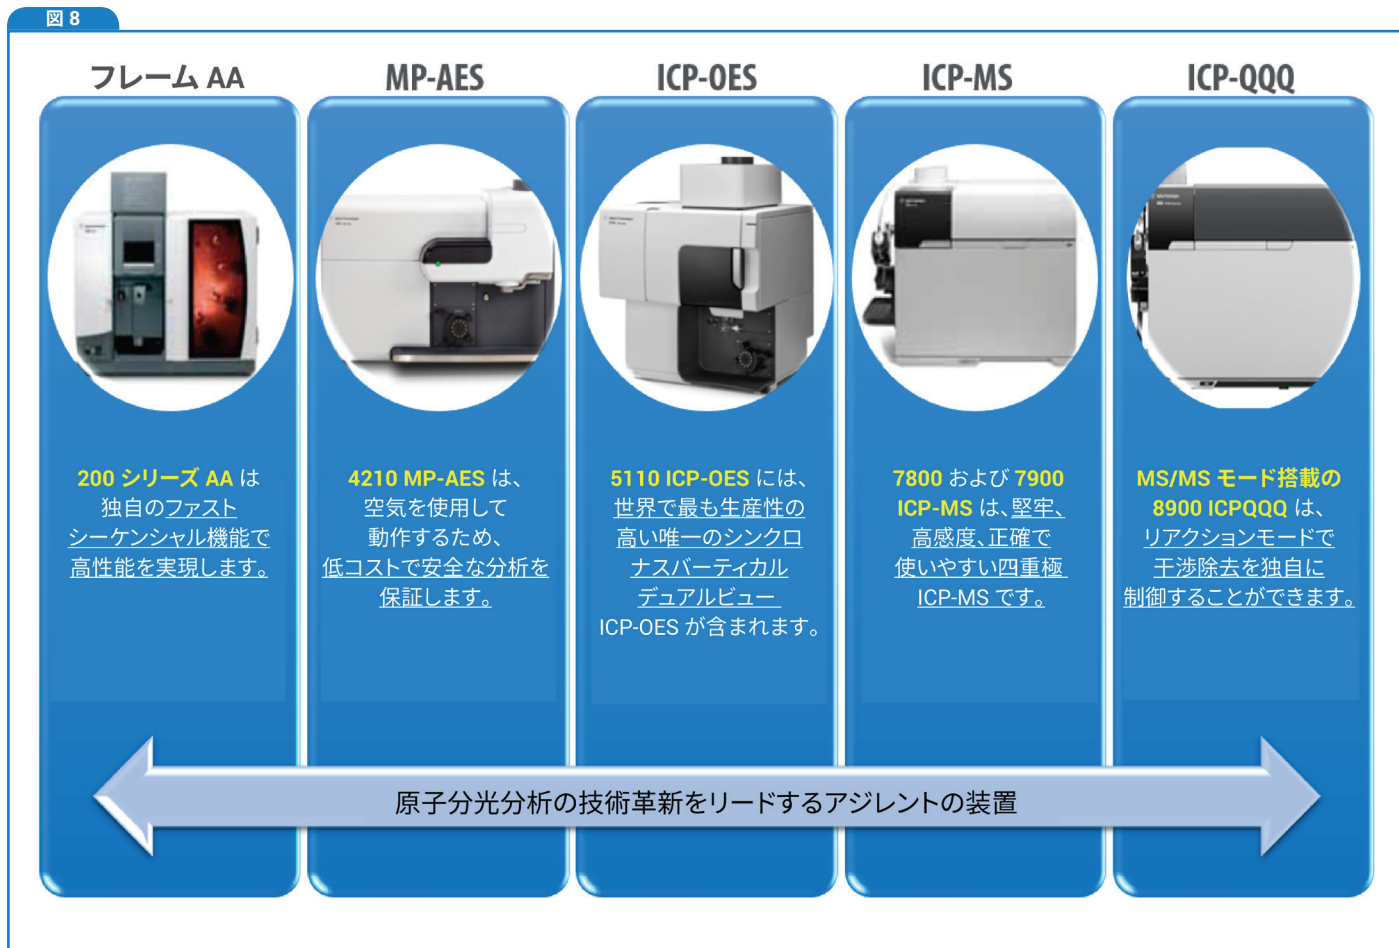 図 8
フレーム AA
MP-AES
ICP-OES
ICP-MS
ICP-QQQ
200 シリーズ AA は
独自のファスト
シーケンシャル機能で
高性能を実現します。
4210 MP-AES は、
空気を使用して
動作するため、
低コストで安全な分析を
保証します。
5110 ICP-OES には、
世界で最も生産性の
高い唯一のシンクロ
ナスバーティカル
デュアルビュー
ICP-OES が含まれます。
7800 および 7900
ICP-MS は、堅牢、
高感度、正確で
使いやすい四重極
ICP-MS です。
MS/MS モード搭載の
8900 ICPQQQ は、
リアクションモードで
干渉除去を独自に
制御することができます。
原子分光分析の技術革新をリードするアジレントの装置